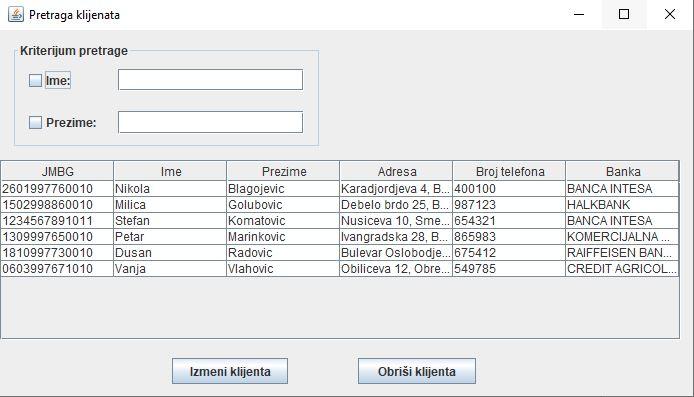 Pretraga klijenata
Kriterijum pretrage
Ime:
Prezime:
JMBG Ime Prezime Adresa Broj telefona Banka
2601997760010 Nikola Blagojevic Karadjordjeva 4, B... 400100 BANCA INTESA
1502998860010 Milica Golubovic Debelo brdo 25, B... 987123 HALKBANK
1234567891011 Stefan Komatovic Nusiceva 10, Sme... 654321 BANCA INTESA
1309997650010 Petar Marinkovic Ivangradska 28, B... 865983 KOMERCIJALNA ...
1810997730010 Dusan Radovic Bulevar Oslobodje... 675412 RAIFFEISEN BAN...
0603997671010 Vanja Vlahovic Obiliceva 12, Obre... 549785 CREDIT AGRICOL...
Izmeni klijenta Obriši klijenta